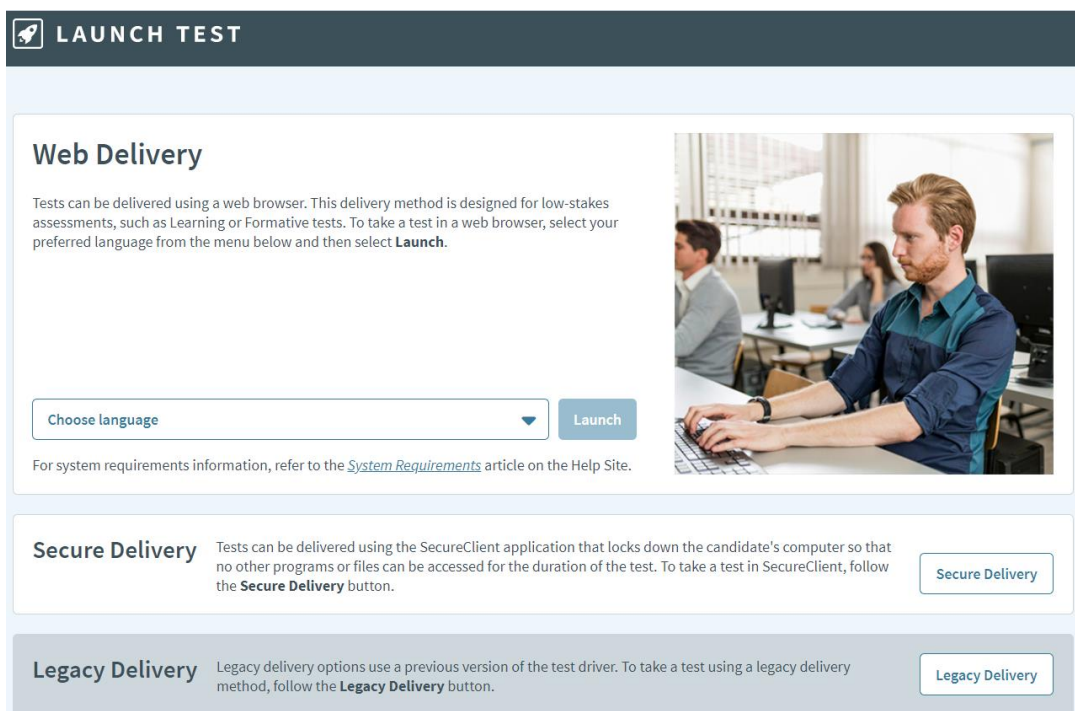 LAUNCH TEST
Web Delivery
Tests can be delivered using a web browser. This delivery method is designed for low-stakes
assessments, such as Learning or Formative tests. To take a test in a web browser, select your
preferred language from the menu below and then select Launch.
Choose language
Launch
For system requirements information, refer to the System Requirements article on the Help Site.
Secure Delivery
Tests can be delivered using the SecureClient application that locks down the candidate's computer so that
no other programs or files can be accessed for the duration of the test. To take a test in SecureClient, follow
the Secure Delivery button.
Secure Delivery
Legacy Delivery
Legacy delivery options use a previous version of the test driver. To take a test using a legacy delivery
method, follow the Legacy Delivery button.
Legacy Delivery